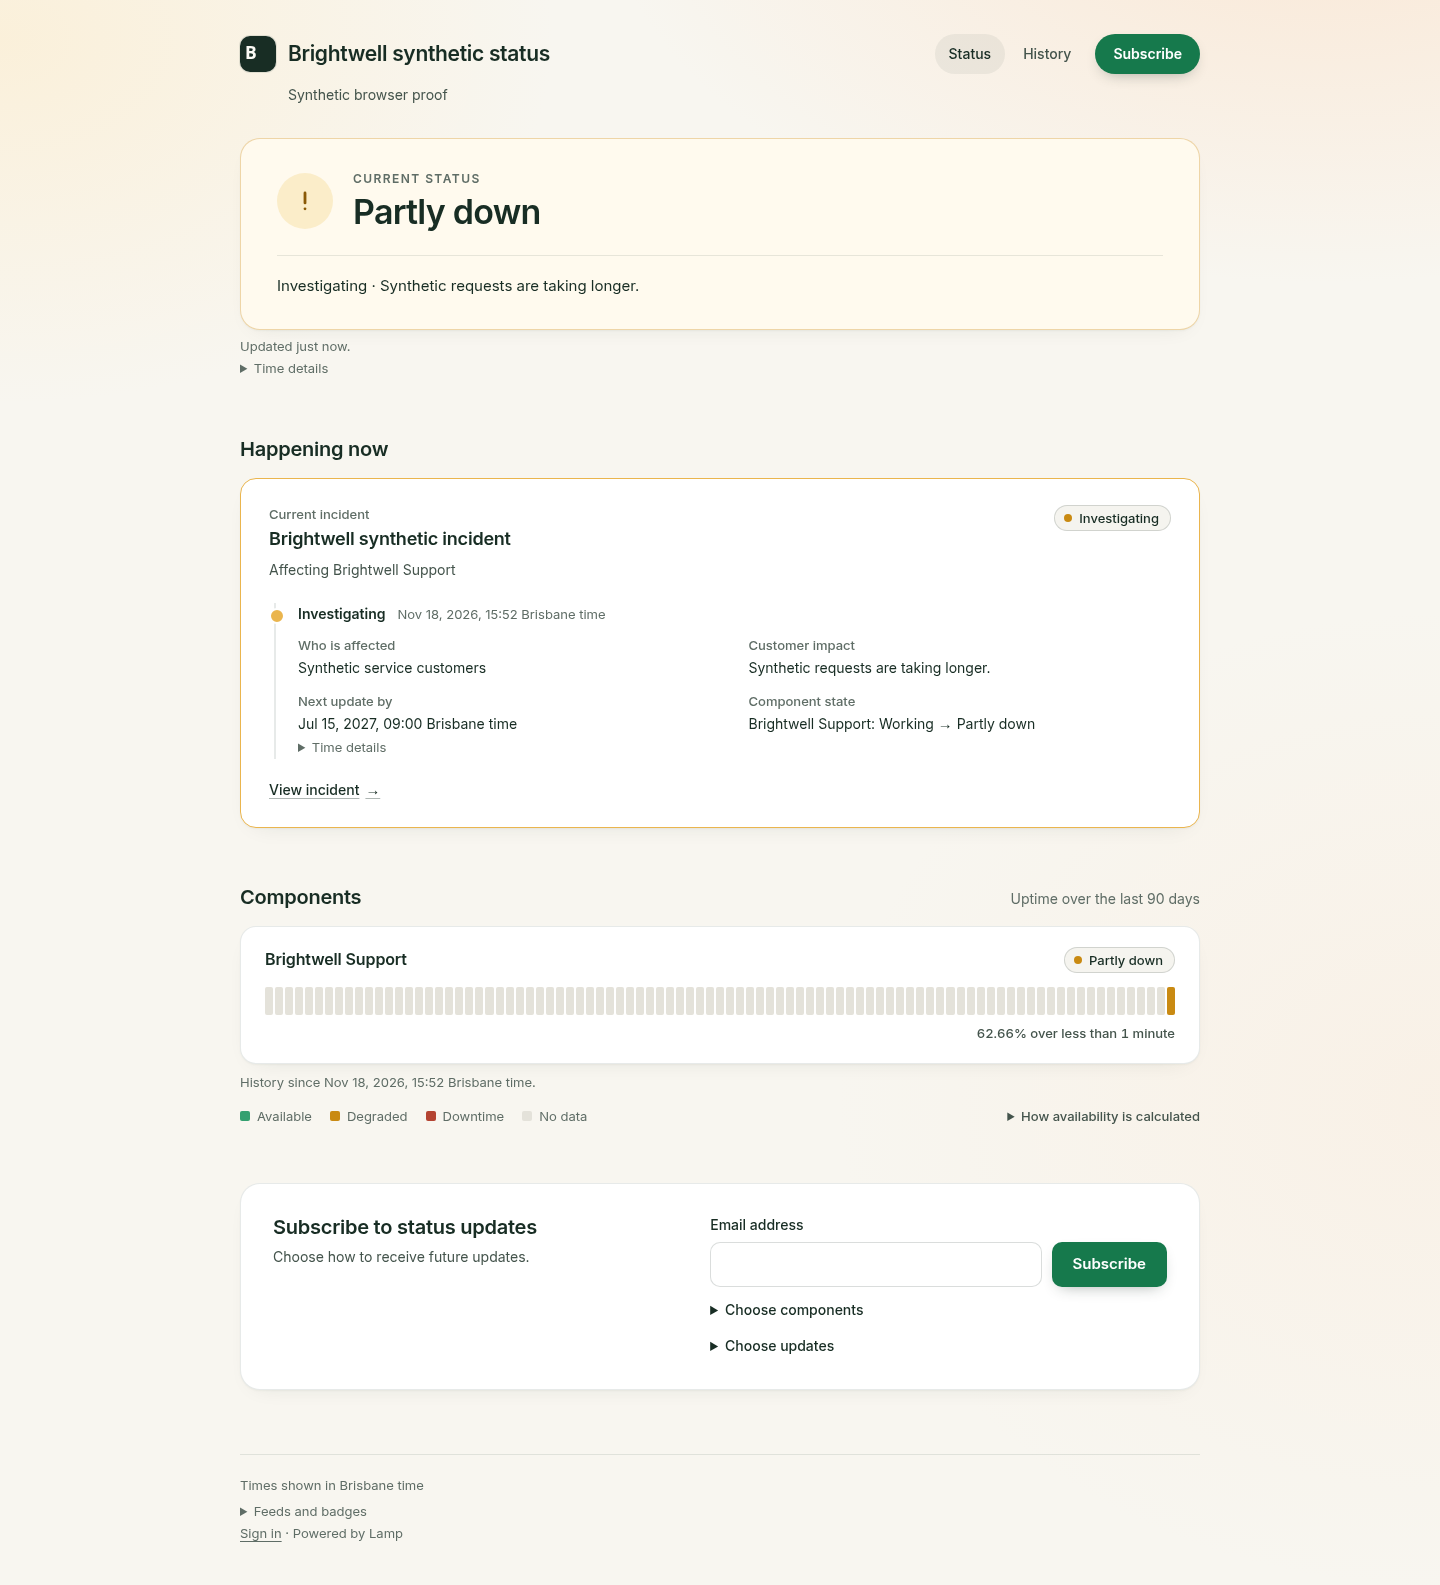 B
Brightwell synthetic status
Status
History
Subscribe
Synthetic browser proof
!
CURRENT STATUS
Partly down
Investigating · Synthetic requests are taking longer.
Updated just now.
▶ Time details
Happening now
Current incident
Investigating
Brightwell synthetic incident
Affecting Brightwell Support
Investigating Nov 18, 2026, 15:52 Brisbane time
Who is affected
Synthetic service customers
Customer impact
Synthetic requests are taking longer.
Next update by
Jul 15, 2027, 09:00 Brisbane time
▶ Time details
Component state
Brightwell Support: Working → Partly down
View incident →
Components
Uptime over the last 90 days
Brightwell Support
Partly down
62.66% over less than 1 minute
History since Nov 18, 2026, 15:52 Brisbane time.
Available
Degraded
Downtime
No data
▶ How availability is calculated
Subscribe to status updates
Choose how to receive future updates.
Email address
Subscribe
▶ Choose components
▶ Choose updates
Times shown in Brisbane time
▶ Feeds and badges
Sign in · Powered by Lamp